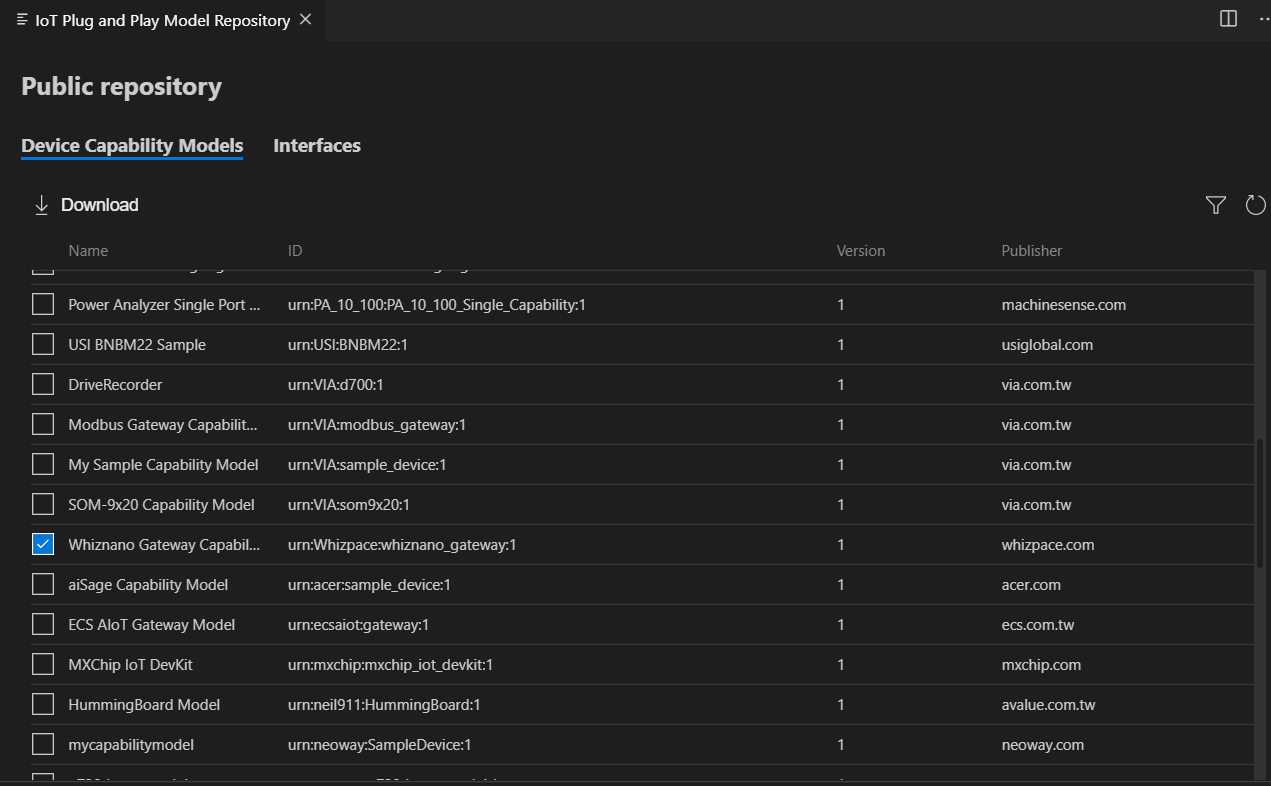 IoT Plug and Play Model Repository
Public repository
Device Capability Models Interfaces
Download
Name ID Version Publisher
Power Analyzer Single Port ... urn:PA_10_100:PA_10_100_Single_Capability:1 1 machinesense.com
USI BNBM22 Sample urn:USI:BNBM22:1 1 usiglobal.com
DriveRecorder urn:VIA:d700:1 1 via.com.tw
Modbus Gateway Capabilit... urn:VIA:modbus_gateway:1 1 via.com.tw
My Sample Capability Model urn:VIA:sample_device:1 1 via.com.tw
SOM-9x20 Capability Model urn:VIA:som9x20:1 1 via.com.tw
Whiznano Gateway Capabil... urn:Whizpace:whiznano_gateway:1 1 whizpace.com
aiSage Capability Model urn:acer:sample_device:1 1 acer.com
ECS AIoT Gateway Model urn:ecsaiot:gateway:1 1 ecs.com.tw
MXChip IoT DevKit urn:mxchip:mxchip_iot_devkit:1 1 mxchip.com
HummingBoard Model urn:neil911:HummingBoard:1 1 avalue.com.tw
mycapabilitymodel urn:neoway:SampleDevice:1 1 neoway.com